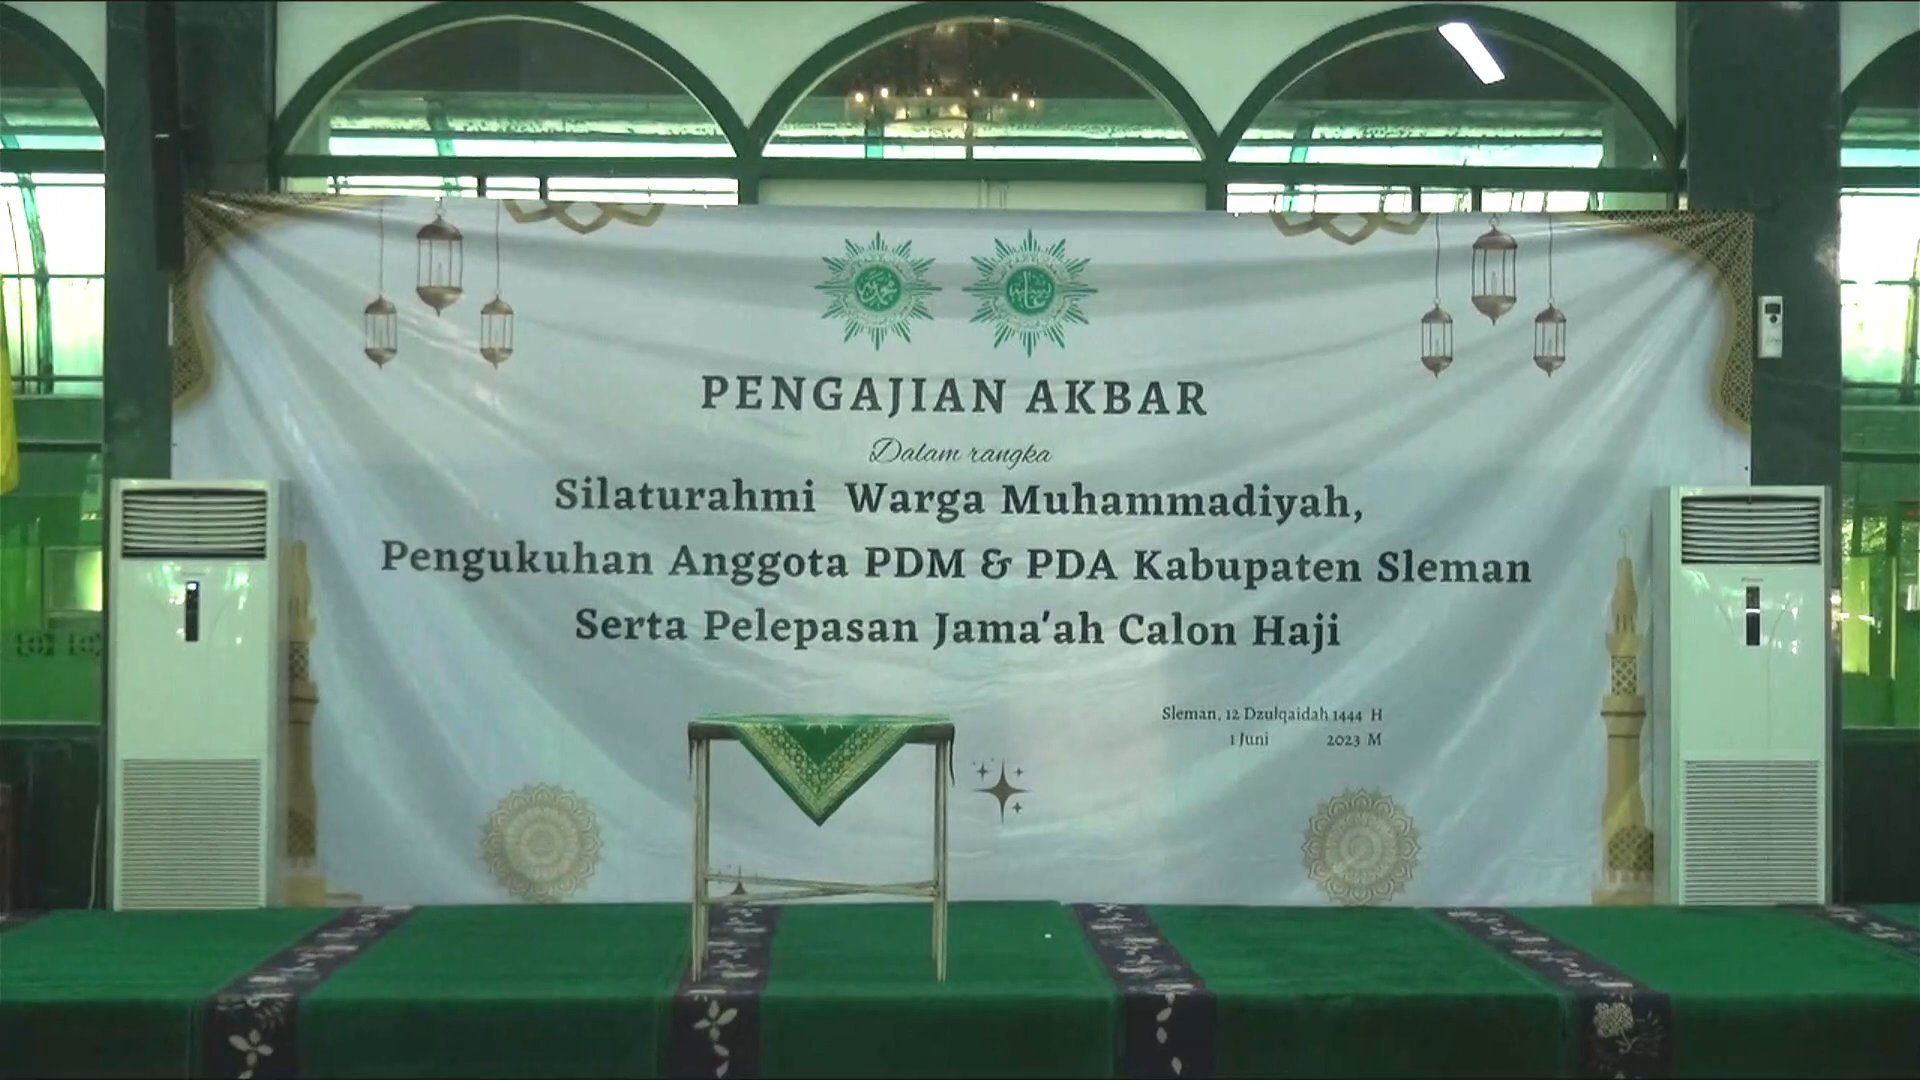 PENGAJIAN AKBAR
Dalam rangka
Silaturahmi Warga Muhammadiyah,
Pengukuhan Anggota PDM & PDA Kabupaten Sleman
Serta Pelepasan Jama'ah Calon Haji
Sleman, 12 Dzulqaidah 1444 H
1 Juni 2023 M